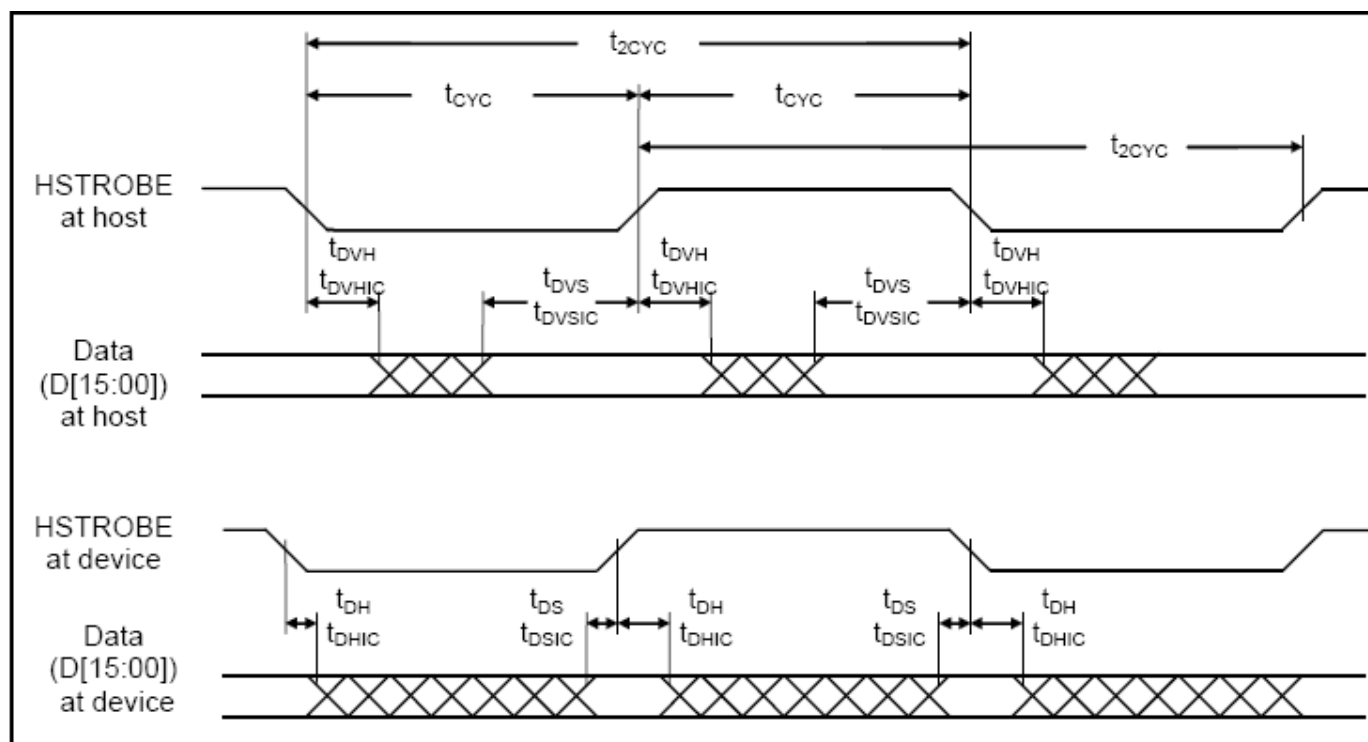 t2CYC
tCYC tCYC
t2CYC
HSTROBE
at host
tDVH tDVH tDVH
tDVHIC tDVS tDVHIC tDVS tDVHIC
tDVSIC tDVSIC
Data
(D[15:00])
at host
HSTROBE
at device
tDH tDS tDH tDS tDH
tDHIC tDSIC tDHIC tDSIC tDHIC
Data
(D[15:00])
at device